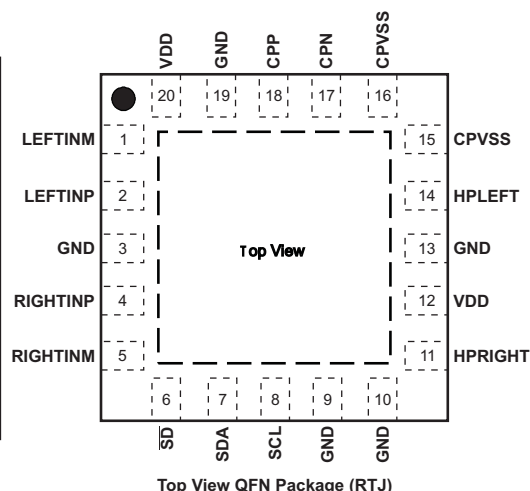 VDD GND CPP CPN CPVSS
20 19 18 17 16
LEFTINM 1 15 CPVSS
LEFTINP 2 14 HPLEFT
GND 3 Top View 13 GND
RIGHTINP 4 12 VDD
RIGHTINM 5 11 HPRIGHT
6 7 8 9 10
SD SDA SCL GND GND
Top View QFN Package (RTJ)